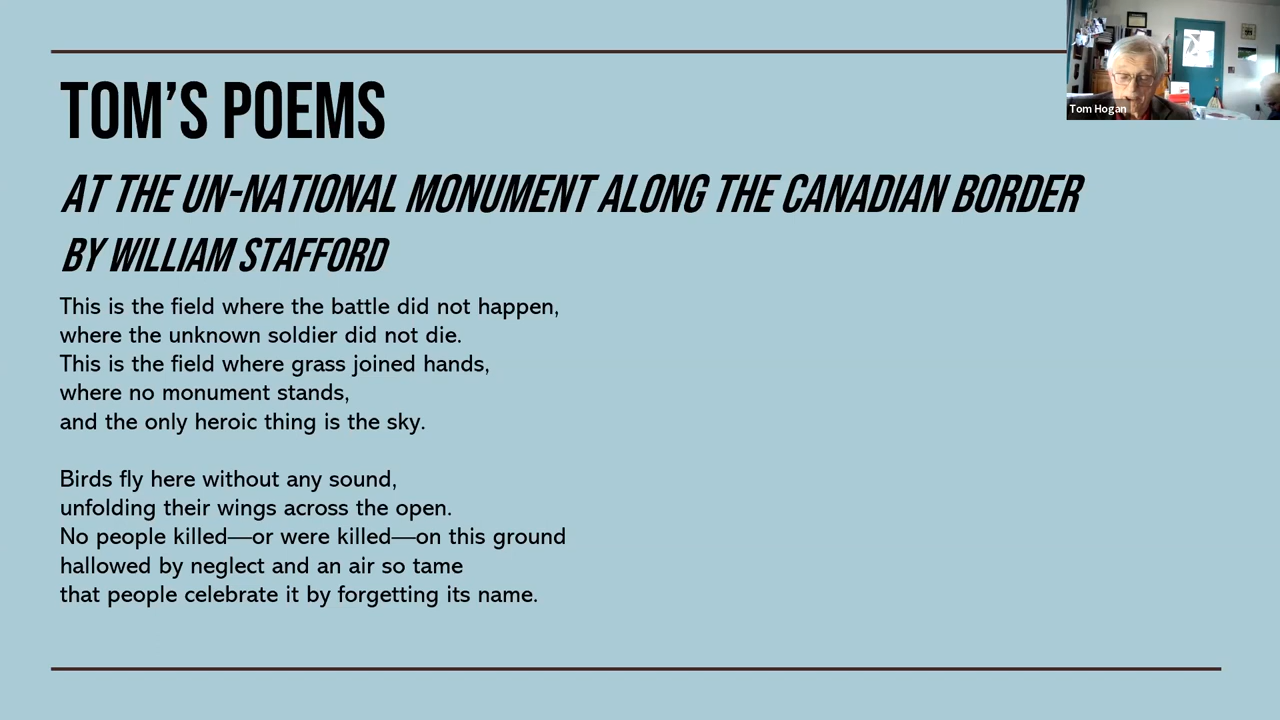 TOM'S POEMS
AT THE UN-NATIONAL MONUMENT ALONG THE CANADIAN BORDER
BY WILLIAM STAFFORD
This is the field where the battle did not happen,
where the unknown soldier did not die.
This is the field where grass joined hands,
where no monument stands,
and the only heroic thing is the sky.
Birds fly here without any sound,
unfolding their wings across the open.
No people killed—or were killed—on this ground
hallowed by neglect and an air so tame
that people celebrate it by forgetting its name.
Tom Hogan